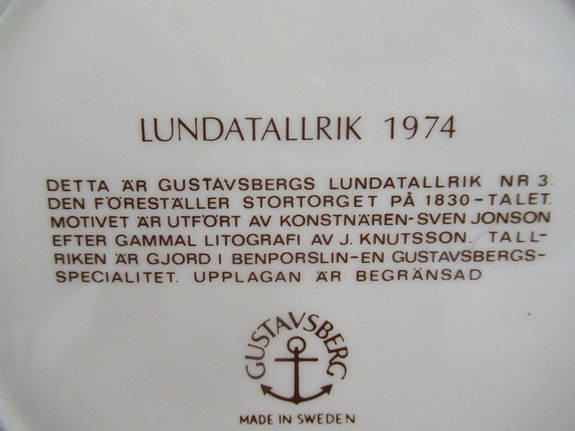 LUNDATALLRIK 1974
DETTA ÄR GUSTAVSBERGS LUNDATALLRIK NR 3.
DEN FÖRESTÄLLER STORTORGET PÅ 1830-TALET.
MOTIVET ÄR UTFÖRT AV KONSTNÄREN-SVEN JONSON
EFTER GAMMAL LITOGRAFI AV J. KNUTSSON. TALL-
RIKEN ÄR GJORD I BENPORSLIN-EN GUSTAVSBERGS-
SPECIALITET. UPPLAGAN ÄR BEGRÄNSAD
GUSTAVSBERG
MADE IN SWEDEN